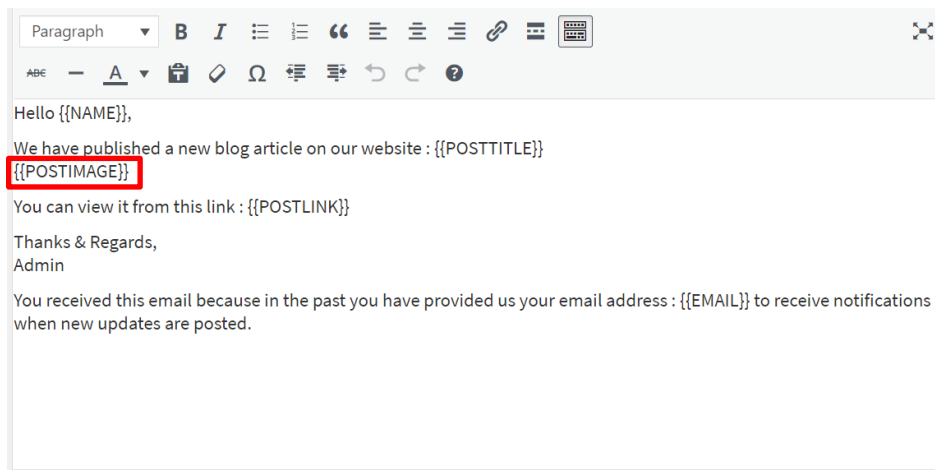 Paragraph B I
ABC A T Ω ?
Hello {{NAME}},
We have published a new blog article on our website : {{POSTTITLE}}
{{POSTIMAGE}}
You can view it from this link : {{POSTLINK}}
Thanks & Regards,
Admin
You received this email because in the past you have provided us your email address : {{EMAIL}} to receive notifications
when new updates are posted.